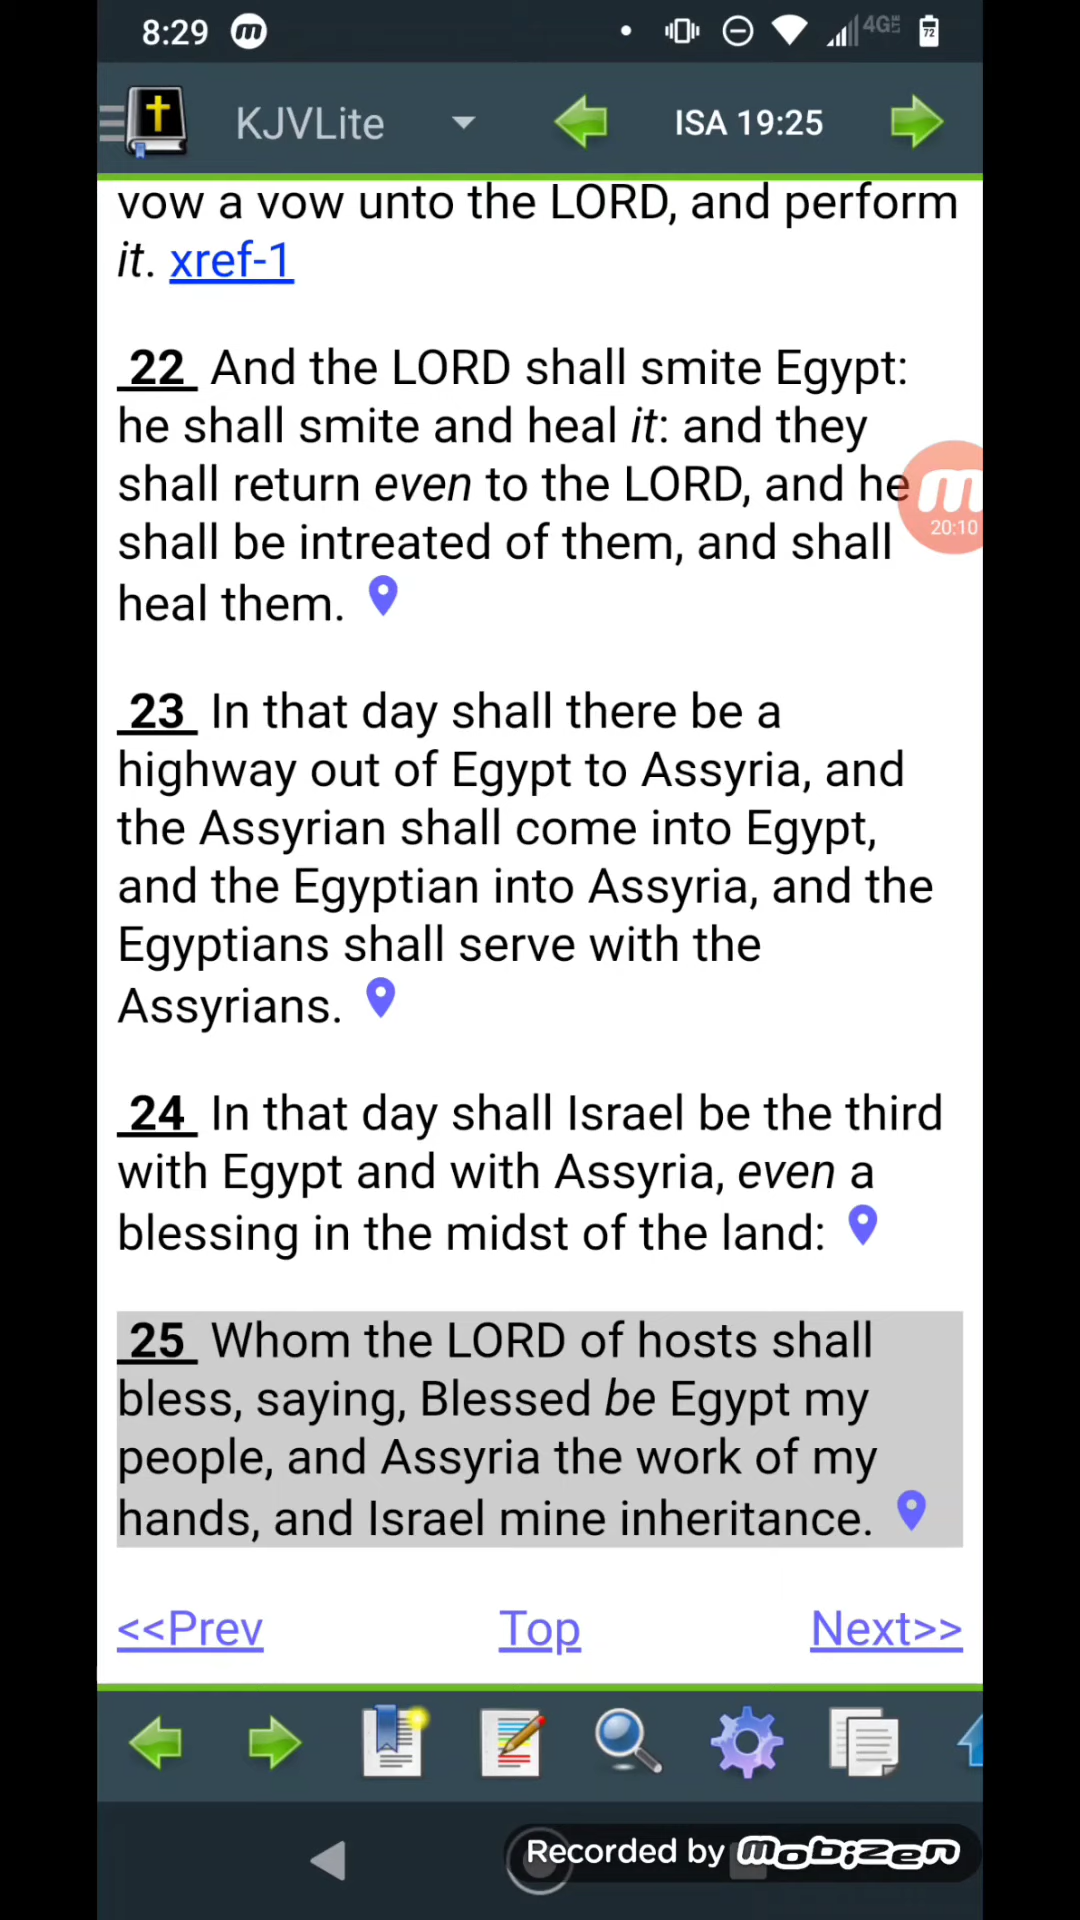 8:29 m 4G LTE 72
KJVLite ISA 19:25
vow a vow unto the LORD, and perform
it. xref-1
22 And the LORD shall smite Egypt:
he shall smite and heal it: and they
shall return even to the LORD, and he
shall be intreated of them, and shall
heal them.
m
20:10
23 In that day shall there be a
highway out of Egypt to Assyria, and
the Assyrian shall come into Egypt,
and the Egyptian into Assyria, and the
Egyptians shall serve with the
Assyrians.
24 In that day shall Israel be the third
with Egypt and with Assyria, even a
blessing in the midst of the land:
25 Whom the LORD of hosts shall
bless, saying, Blessed be Egypt my
people, and Assyria the work of my
hands, and Israel mine inheritance.
<<Prev Top Next>>
Recorded by mobizen